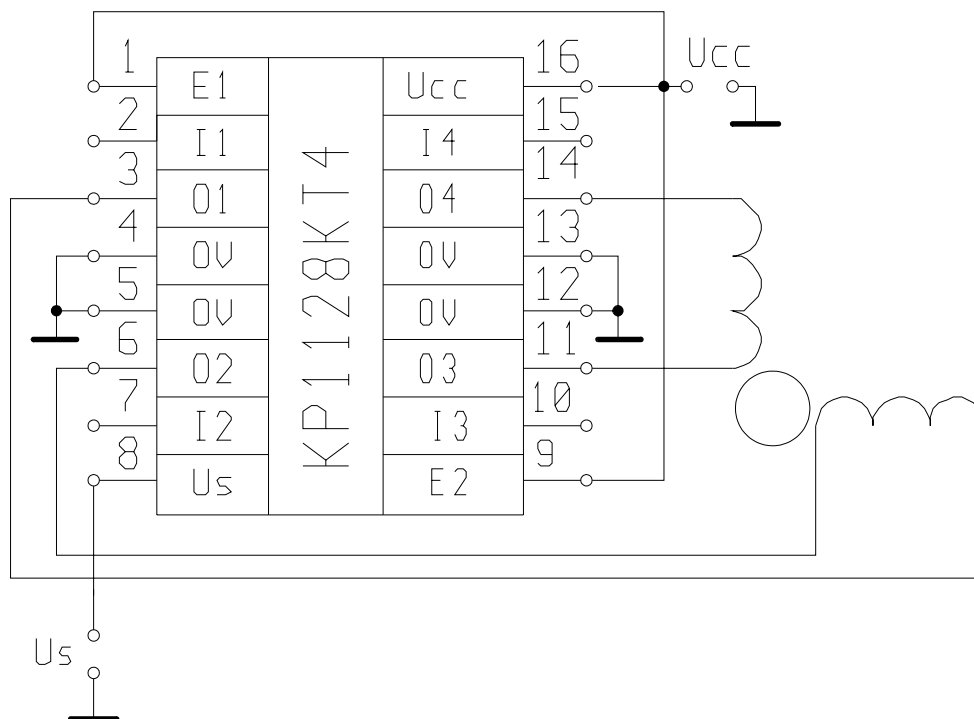 1 E1 Ucc 16 Ucc
2 I1 I4 15
3 O1 O4 14
4 0V 0V 13
5 0V 0V 12
6 O2 O3 11
7 I2 I3 10
8 Us E2 9
КР1128КТ4
Us